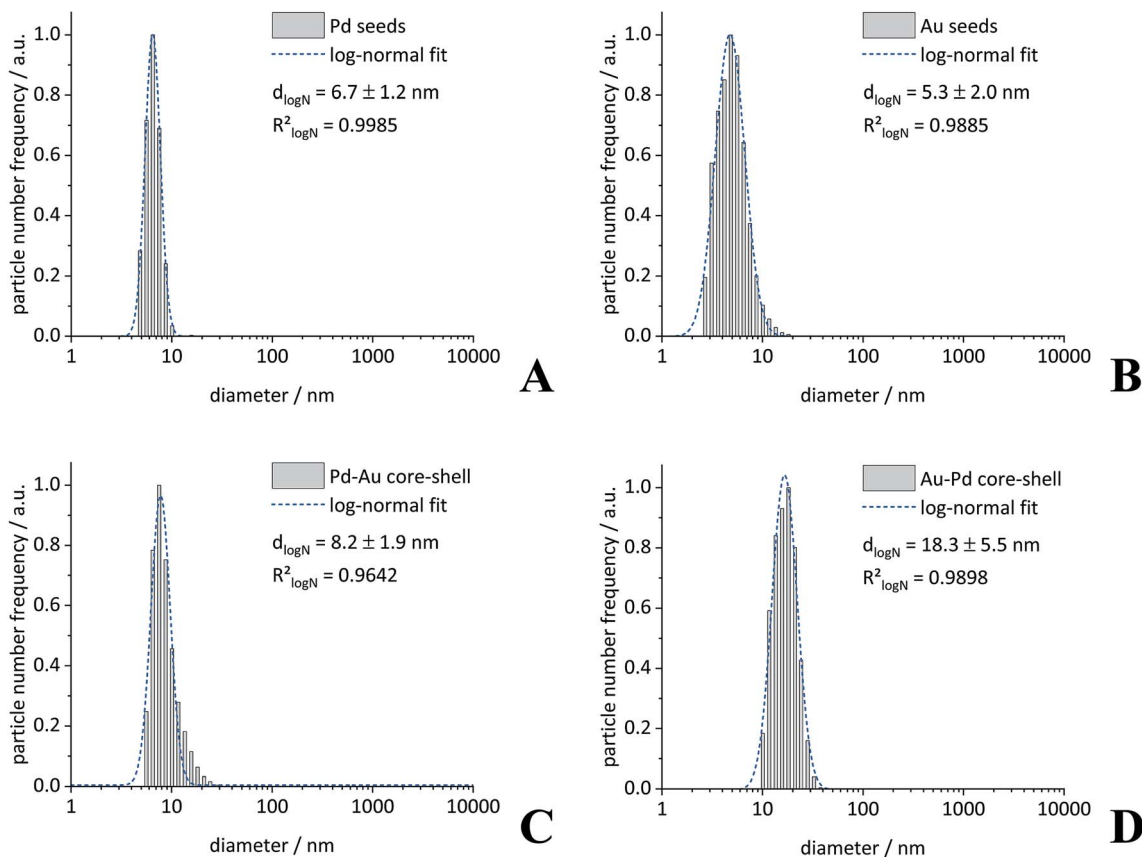 Pd seeds
log-normal fit
d_logN = 6.7 ± 1.2 nm
R²_logN = 0.9985
particle number frequency / a.u.
1.0
0.8
0.6
0.4
0.2
0.0
1 10 100 1000 10000
diameter / nm
A
Au seeds
log-normal fit
d_logN = 5.3 ± 2.0 nm
R²_logN = 0.9885
particle number frequency / a.u.
1.0
0.8
0.6
0.4
0.2
0.0
1 10 100 1000 10000
diameter / nm
B
Pd-Au core-shell
log-normal fit
d_logN = 8.2 ± 1.9 nm
R²_logN = 0.9642
particle number frequency / a.u.
1.0
0.8
0.6
0.4
0.2
0.0
1 10 100 1000 10000
diameter / nm
C
Au-Pd core-shell
log-normal fit
d_logN = 18.3 ± 5.5 nm
R²_logN = 0.9898
particle number frequency / a.u.
1.0
0.8
0.6
0.4
0.2
0.0
1 10 100 1000 10000
diameter / nm
D